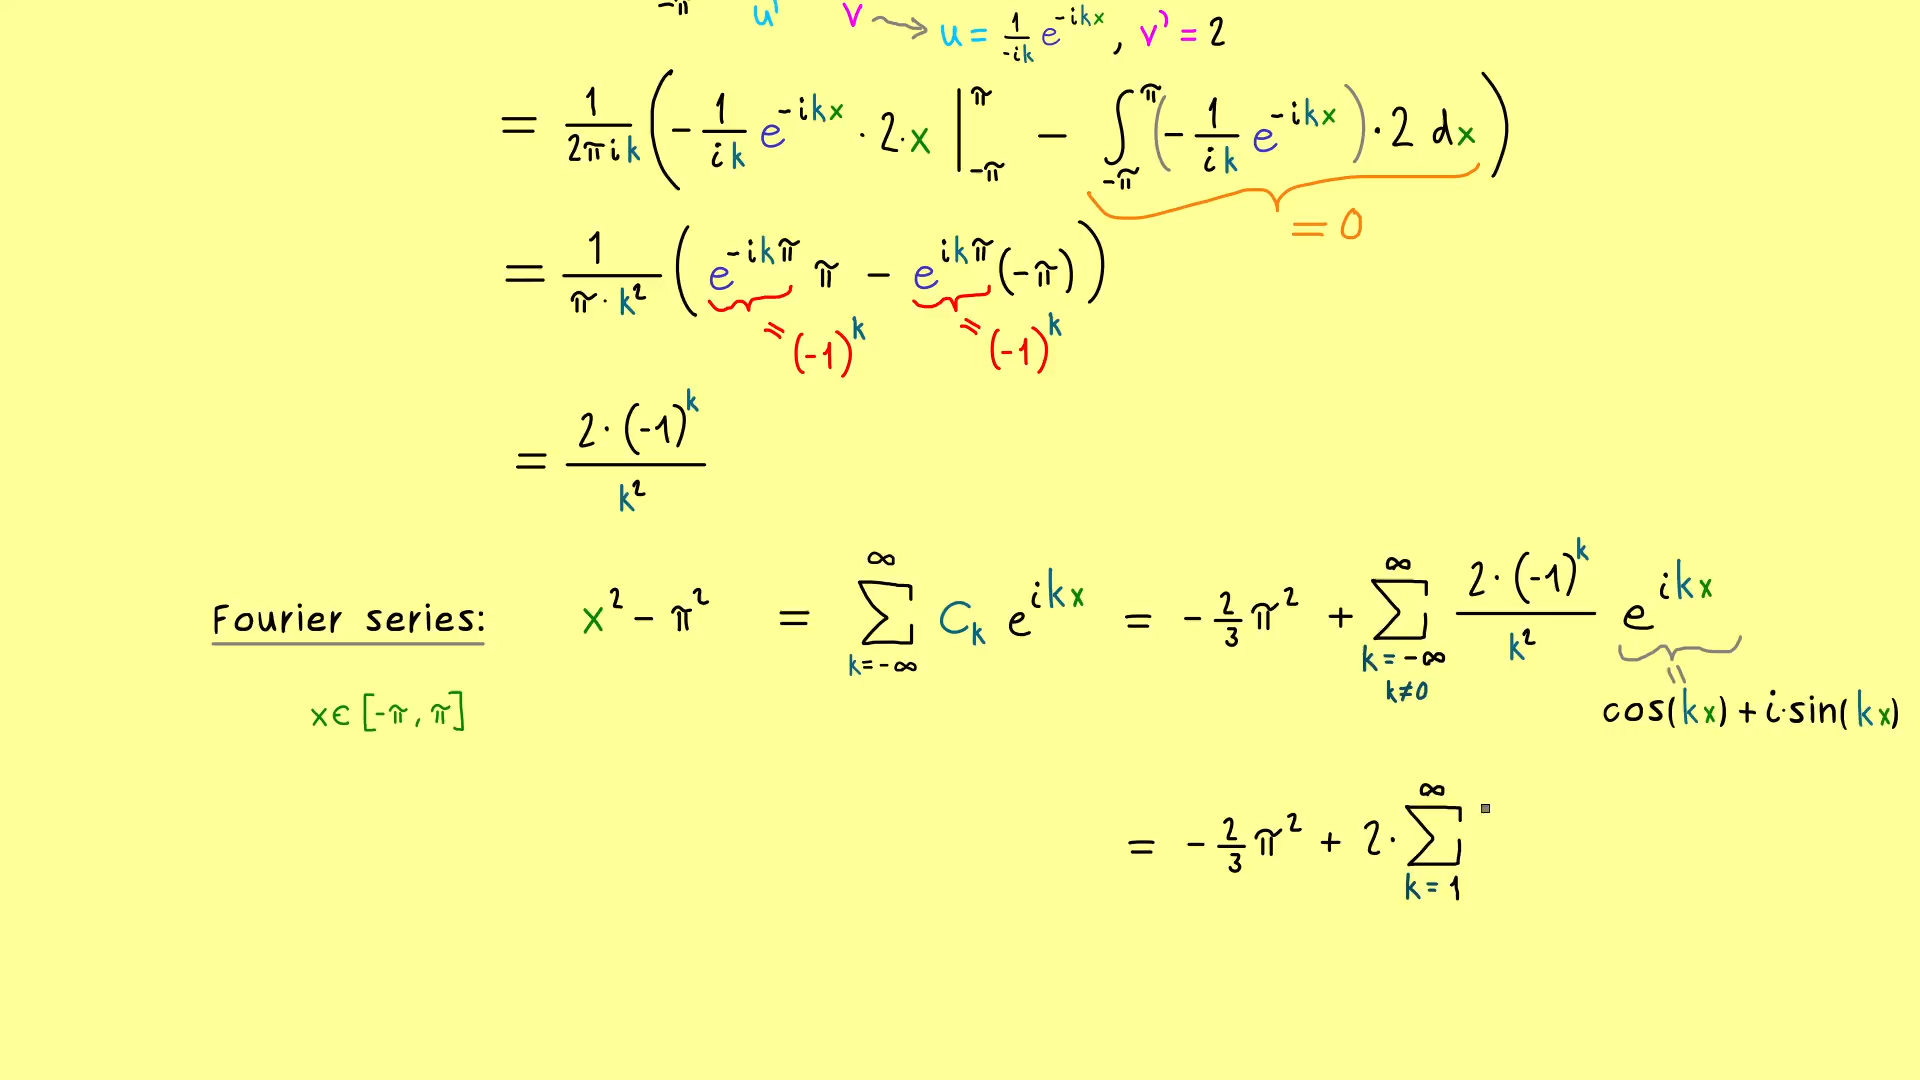 -π u' v → u = 1/(-ik) e^(-ikx) , v' = 2
= 1/(2πik) ( - 1/(ik) e^(-ikx) · 2·x |_(-π)^(π) - ∫_(-π)^(π) ( - 1/(ik) e^(-ikx) ) · 2 dx )
= 0
= 1/(π·k²) ( e^(-ikπ) π - e^(ikπ) (-π) )
= (-1)^k = (-1)^k
= 2·(-1)^k / k²
Fourier series: x² - π² = ∑_(k=-∞)^(∞) C_k e^(ikx) = - 2/3 π² + ∑_(k=-∞, k≠0)^(∞) 2·(-1)^k / k² e^(ikx)
x ∈ [-π, π] = cos(kx) + i·sin(kx)
= - 2/3 π² + 2· ∑_(k=1)^(∞)